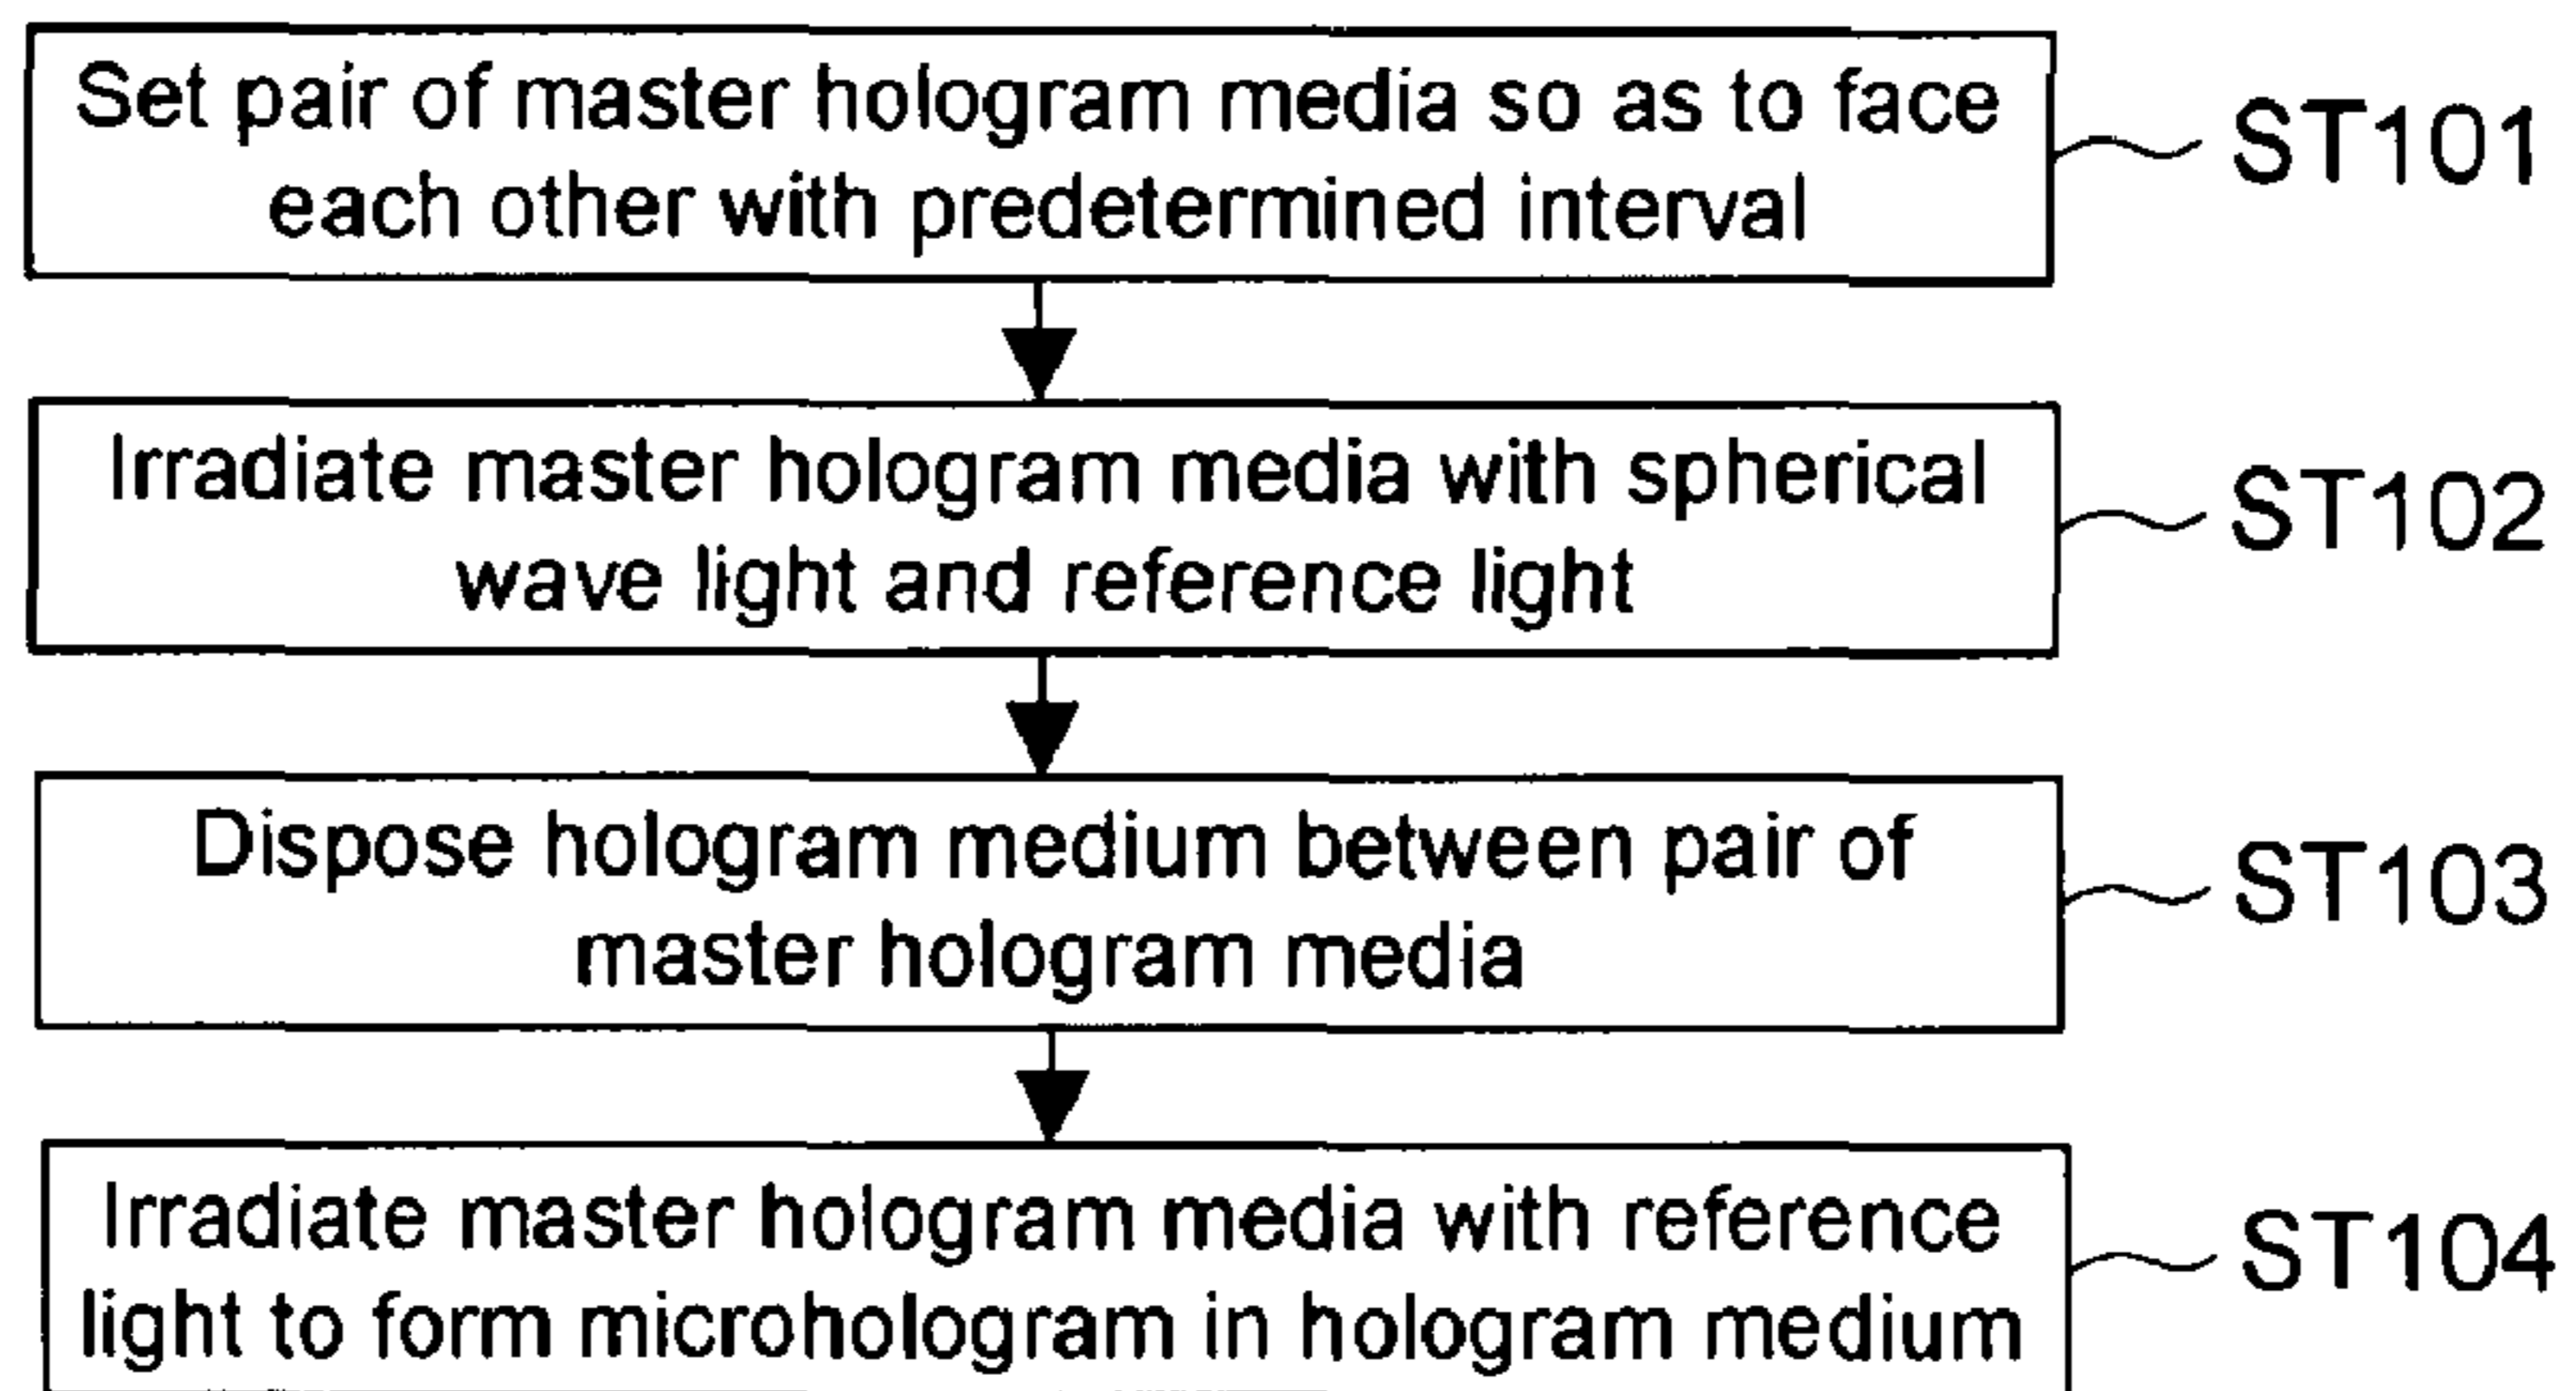 Set pair of master hologram media so as to face
each other with predetermined interval
ST101
Irradiate master hologram media with spherical
wave light and reference light
ST102
Dispose hologram medium between pair of
master hologram media
ST103
Irradiate master hologram media with reference
light to form microhologram in hologram medium
ST104